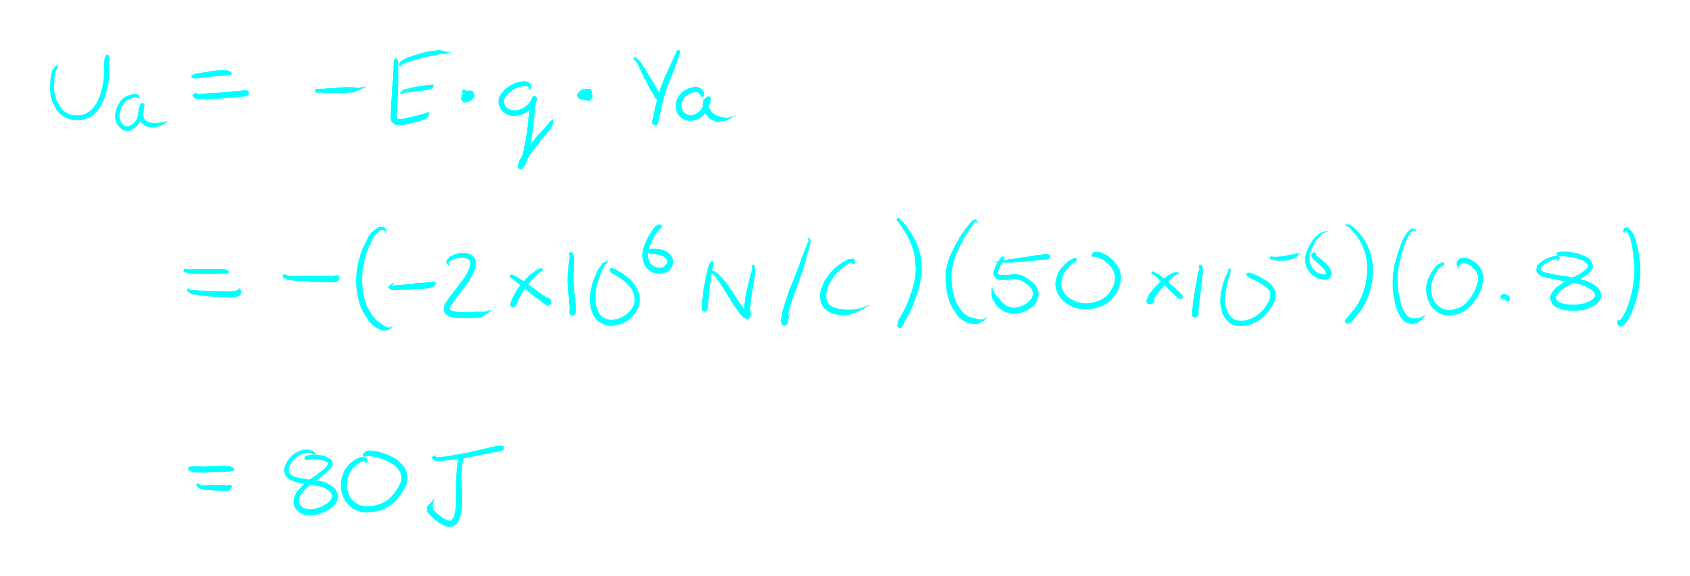 Ua = -E·q·Ya
= -(-2×10⁶ N/C)(50×10⁻⁶)(0.8)
= 80J